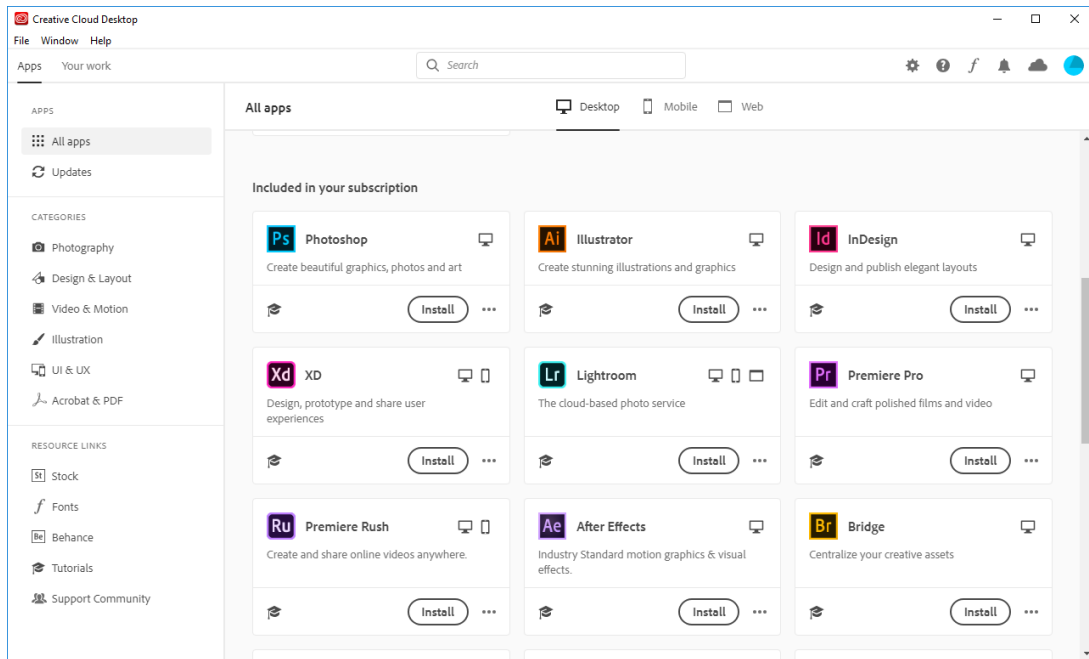 Creative Cloud Desktop
File Window Help
Apps Your work Search
APPS
All apps
Updates
CATEGORIES
Photography
Design & Layout
Video & Motion
Illustration
UI & UX
Acrobat & PDF
RESOURCE LINKS
St Stock
Fonts
Be Behance
Tutorials
Support Community
All apps Desktop Mobile Web
Included in your subscription
Ps Photoshop
Create beautiful graphics, photos and art
Install
Ai Illustrator
Create stunning illustrations and graphics
Install
Id InDesign
Design and publish elegant layouts
Install
Xd XD
Design, prototype and share user
experiences
Install
Lr Lightroom
The cloud-based photo service
Install
Pr Premiere Pro
Edit and craft polished films and video
Install
Ru Premiere Rush
Create and share online videos anywhere.
Install
Ae After Effects
Industry Standard motion graphics & visual
effects.
Install
Br Bridge
Centralize your creative assets
Install